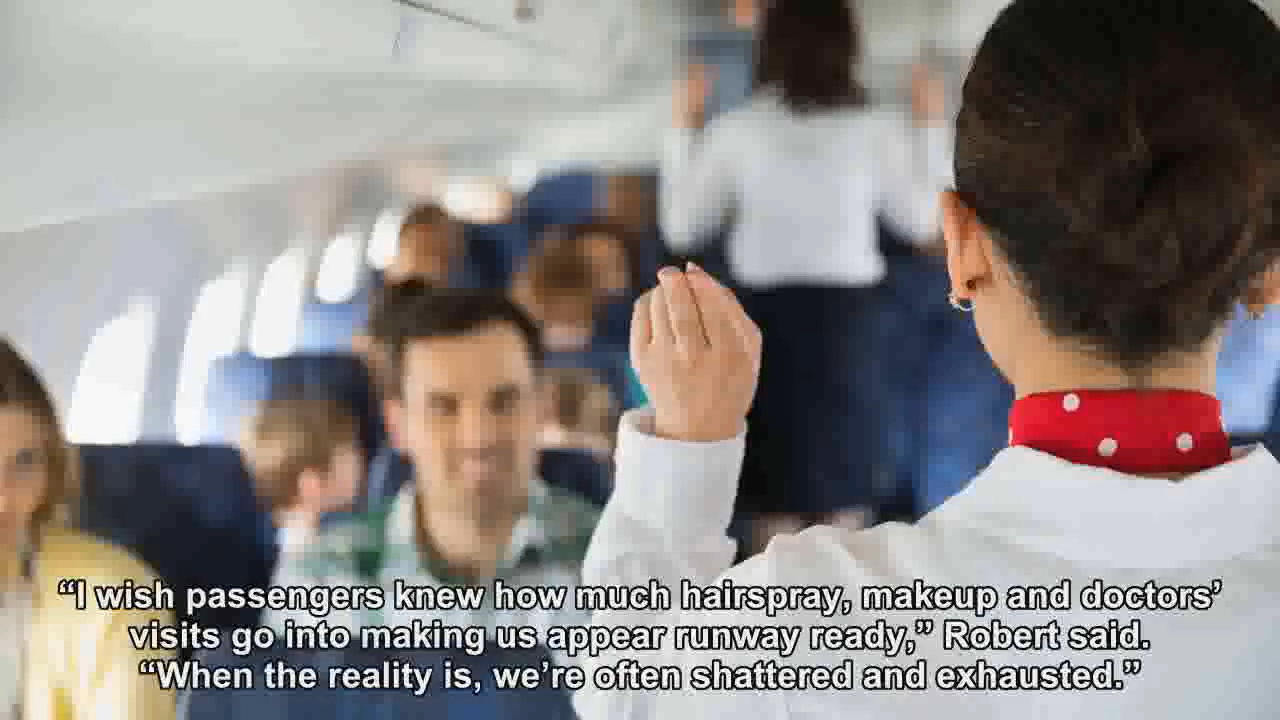 “I wish passengers knew how much hairspray, makeup and doctors’
visits go into making us appear runway ready,” Robert said.
“When the reality is, we’re often shattered and exhausted.”